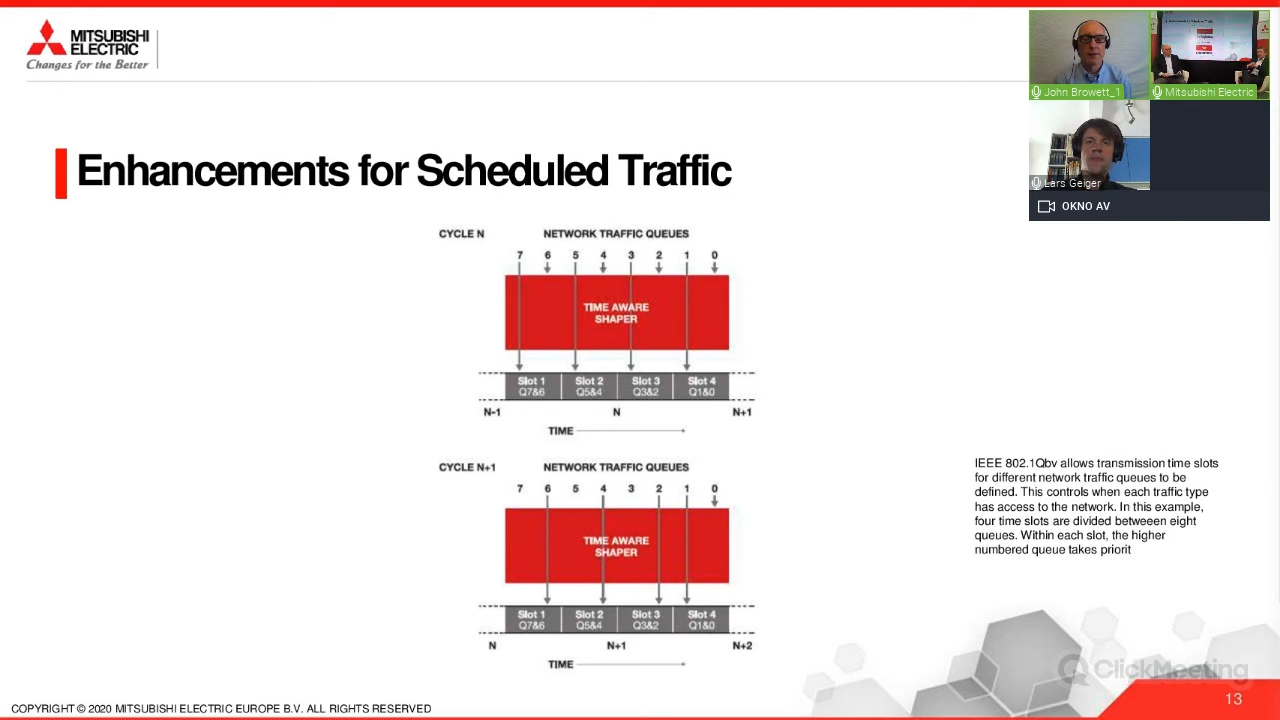 MITSUBISHI
ELECTRIC
Changes for the Better
John Browett_1
Mitsubishi Electric
Lars Geiger
OKNO AV
Enhancements for Scheduled Traffic
CYCLE N NETWORK TRAFFIC QUEUES
7 6 5 4 3 2 1 0
TIME AWARE
SHAPER
Slot 1 Slot 2 Slot 3 Slot 4
Q7&6 Q5&4 Q3&2 Q1&0
N-1 N N+1
TIME
CYCLE N+1 NETWORK TRAFFIC QUEUES
7 6 5 4 3 2 1 0
TIME AWARE
SHAPER
Slot 1 Slot 2 Slot 3 Slot 4
Q7&6 Q5&4 Q3&2 Q1&0
N N+1 N+2
TIME
IEEE 802.1Qbv allows transmission time slots
for different network traffic queues to be
defined. This controls when each traffic type
has access to the network. In this example,
four time slots are divided betweeen eight
queues. Within each slot, the higher
numbered queue takes priorit
ClickMeeting
13
COPYRIGHT © 2020 MITSUBISHI ELECTRIC EUROPE B.V. ALL RIGHTS RESERVED